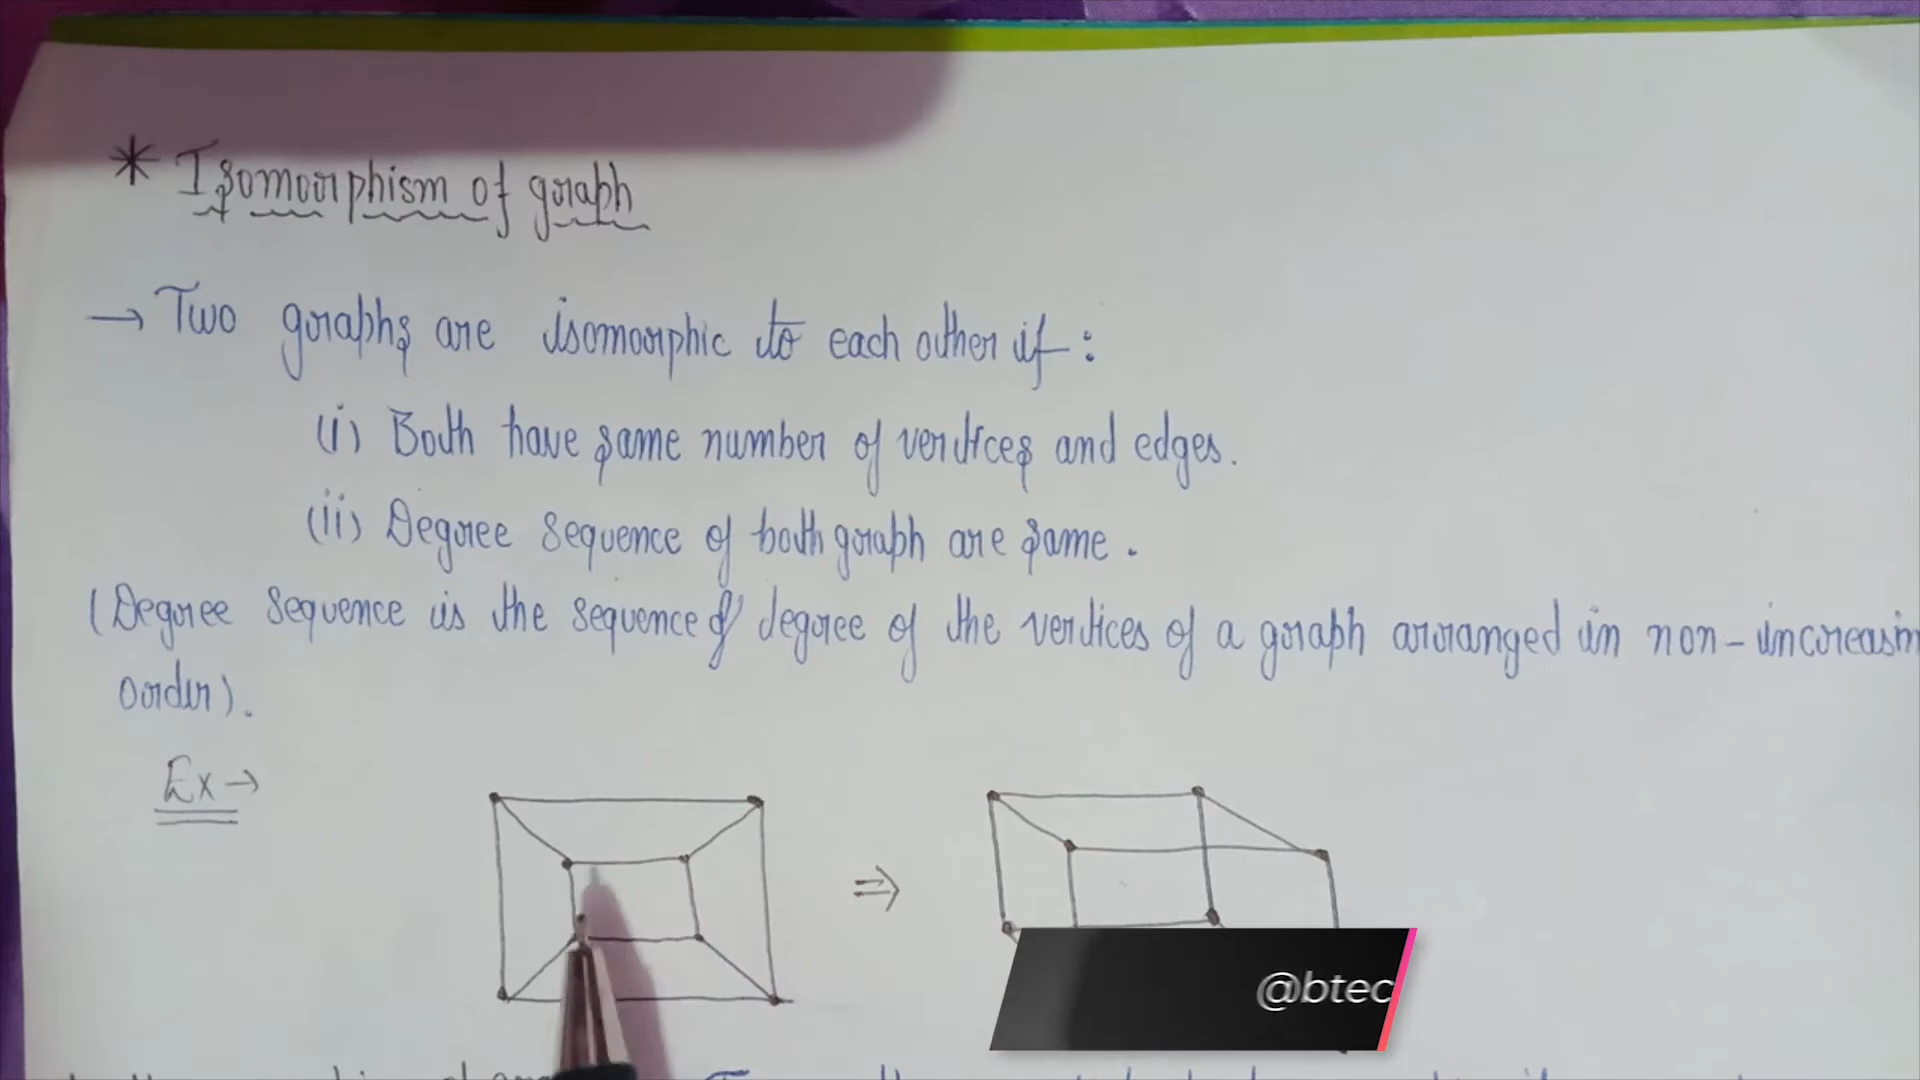 * Isomorphism of graph
→ Two graphs are isomorphic to each other if :
(i) Both have same number of vertices and edges.
(ii) Degree sequence of both graph are same .
(Degree sequence is the sequence of degree of the vertices of a graph arranged in non-increasin
order).
Ex →
⇒
@btec